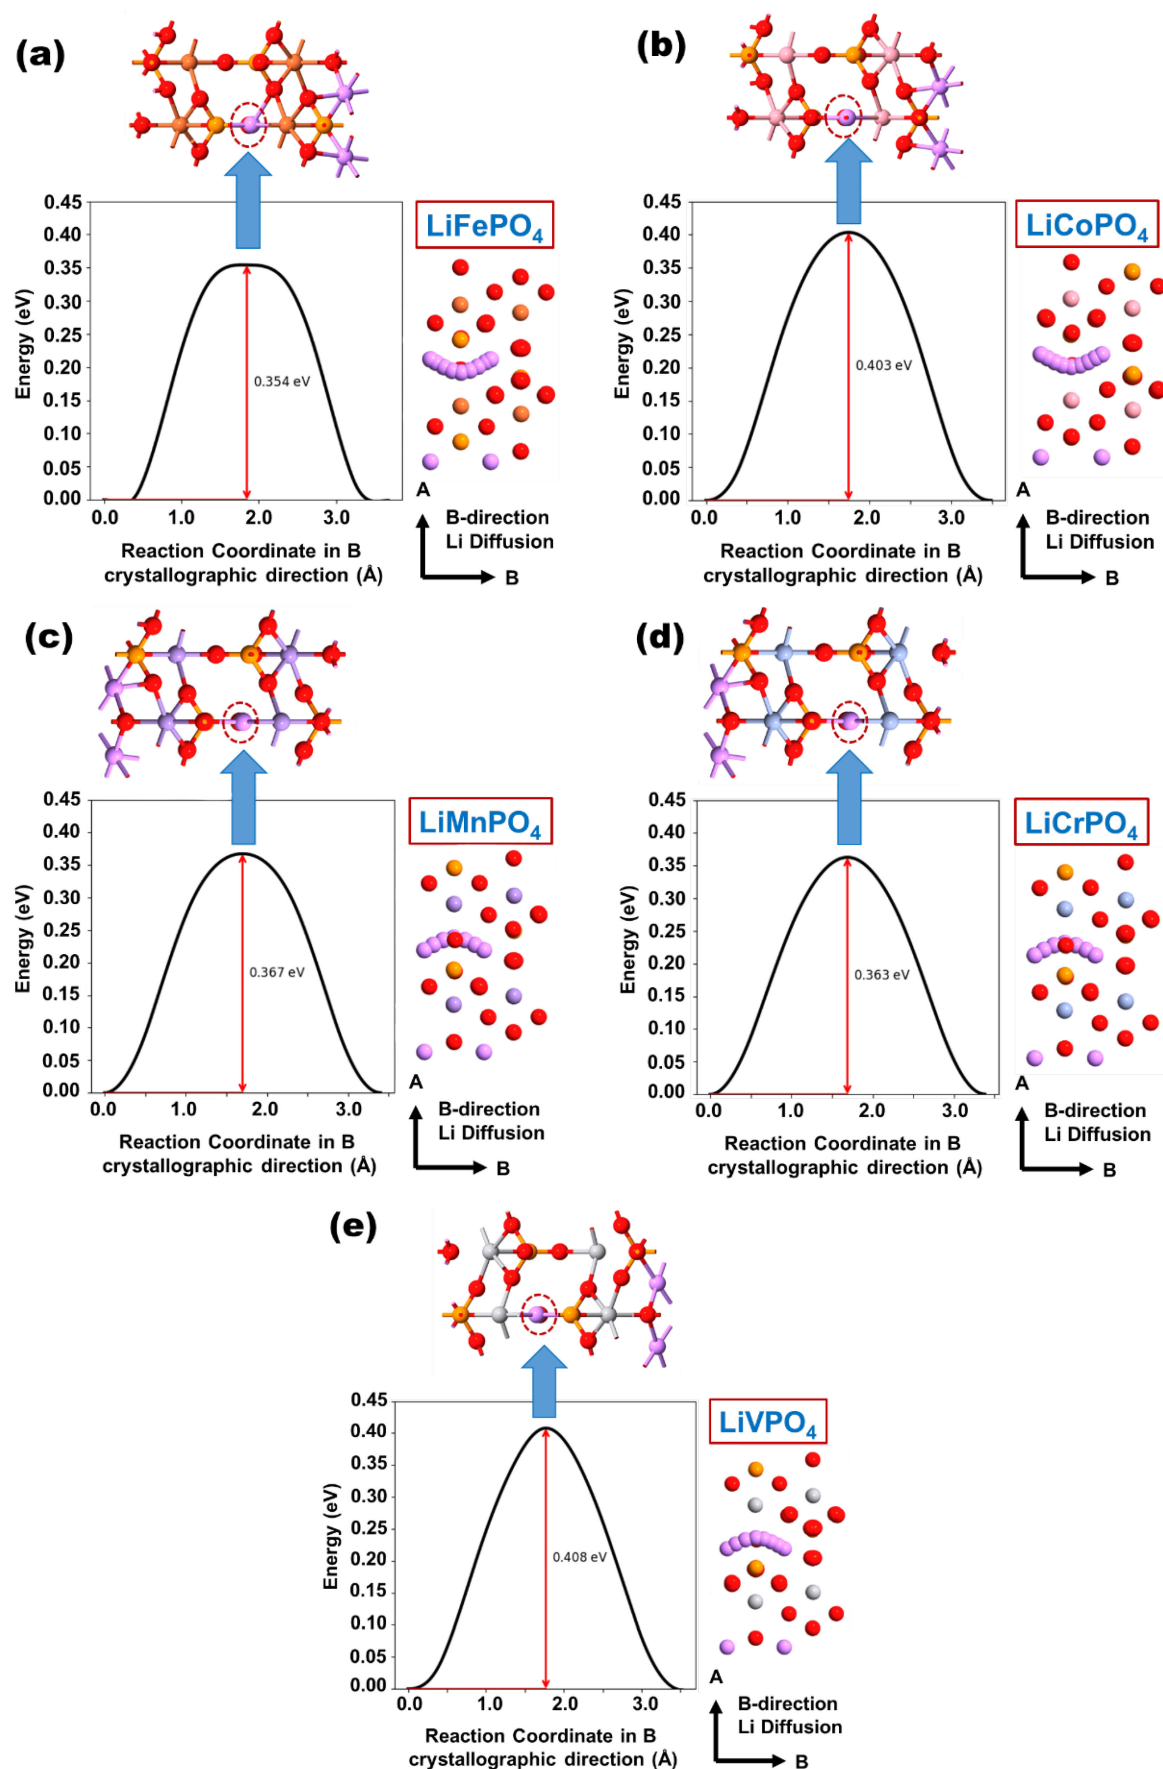 (a)
0.45
0.40
0.35
0.30
0.25
0.20
0.15
0.10
0.05
0.00
Energy (eV)
0.354 eV
0.0 1.0 2.0 3.0
Reaction Coordinate in B
crystallographic direction (Å)
LiFePO4
A
B-direction
Li Diffusion
B
(b)
0.45
0.40
0.35
0.30
0.25
0.20
0.15
0.10
0.05
0.00
Energy (eV)
0.403 eV
0.0 1.0 2.0 3.0
Reaction Coordinate in B
crystallographic direction (Å)
LiCoPO4
A
B-direction
Li Diffusion
B
(c)
0.45
0.40
0.35
0.30
0.25
0.20
0.15
0.10
0.05
0.00
Energy (eV)
0.367 eV
0.0 1.0 2.0 3.0
Reaction Coordinate in B
crystallographic direction (Å)
LiMnPO4
A
B-direction
Li Diffusion
B
(d)
0.45
0.40
0.35
0.30
0.25
0.20
0.15
0.10
0.05
0.00
Energy (eV)
0.363 eV
0.0 1.0 2.0 3.0
Reaction Coordinate in B
crystallographic direction (Å)
LiCrPO4
A
B-direction
Li Diffusion
B
(e)
0.45
0.40
0.35
0.30
0.25
0.20
0.15
0.10
0.05
0.00
Energy (eV)
0.408 eV
0.0 1.0 2.0 3.0
Reaction Coordinate in B
crystallographic direction (Å)
LiVPO4
A
B-direction
Li Diffusion
B